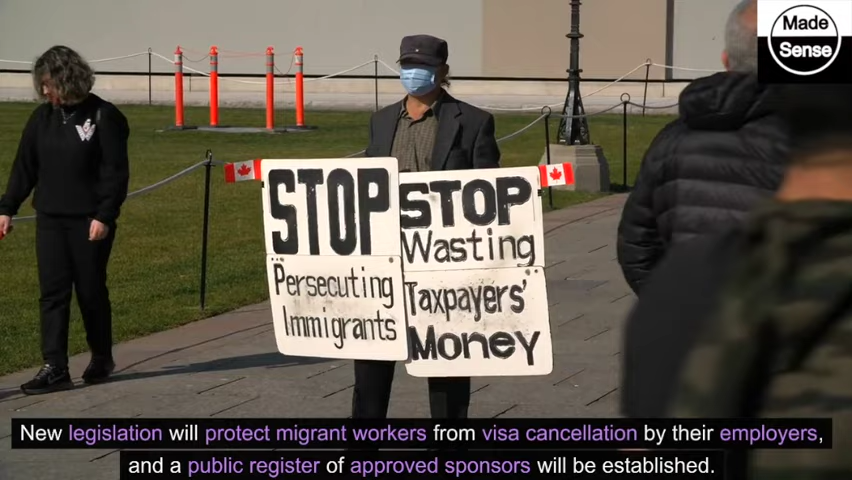 Made
Sense
STOP
Persecuting
Immigrants
STOP
Wasting
Taxpayers'
Money
New legislation will protect migrant workers from visa cancellation by their employers,
and a public register of approved sponsors will be established.